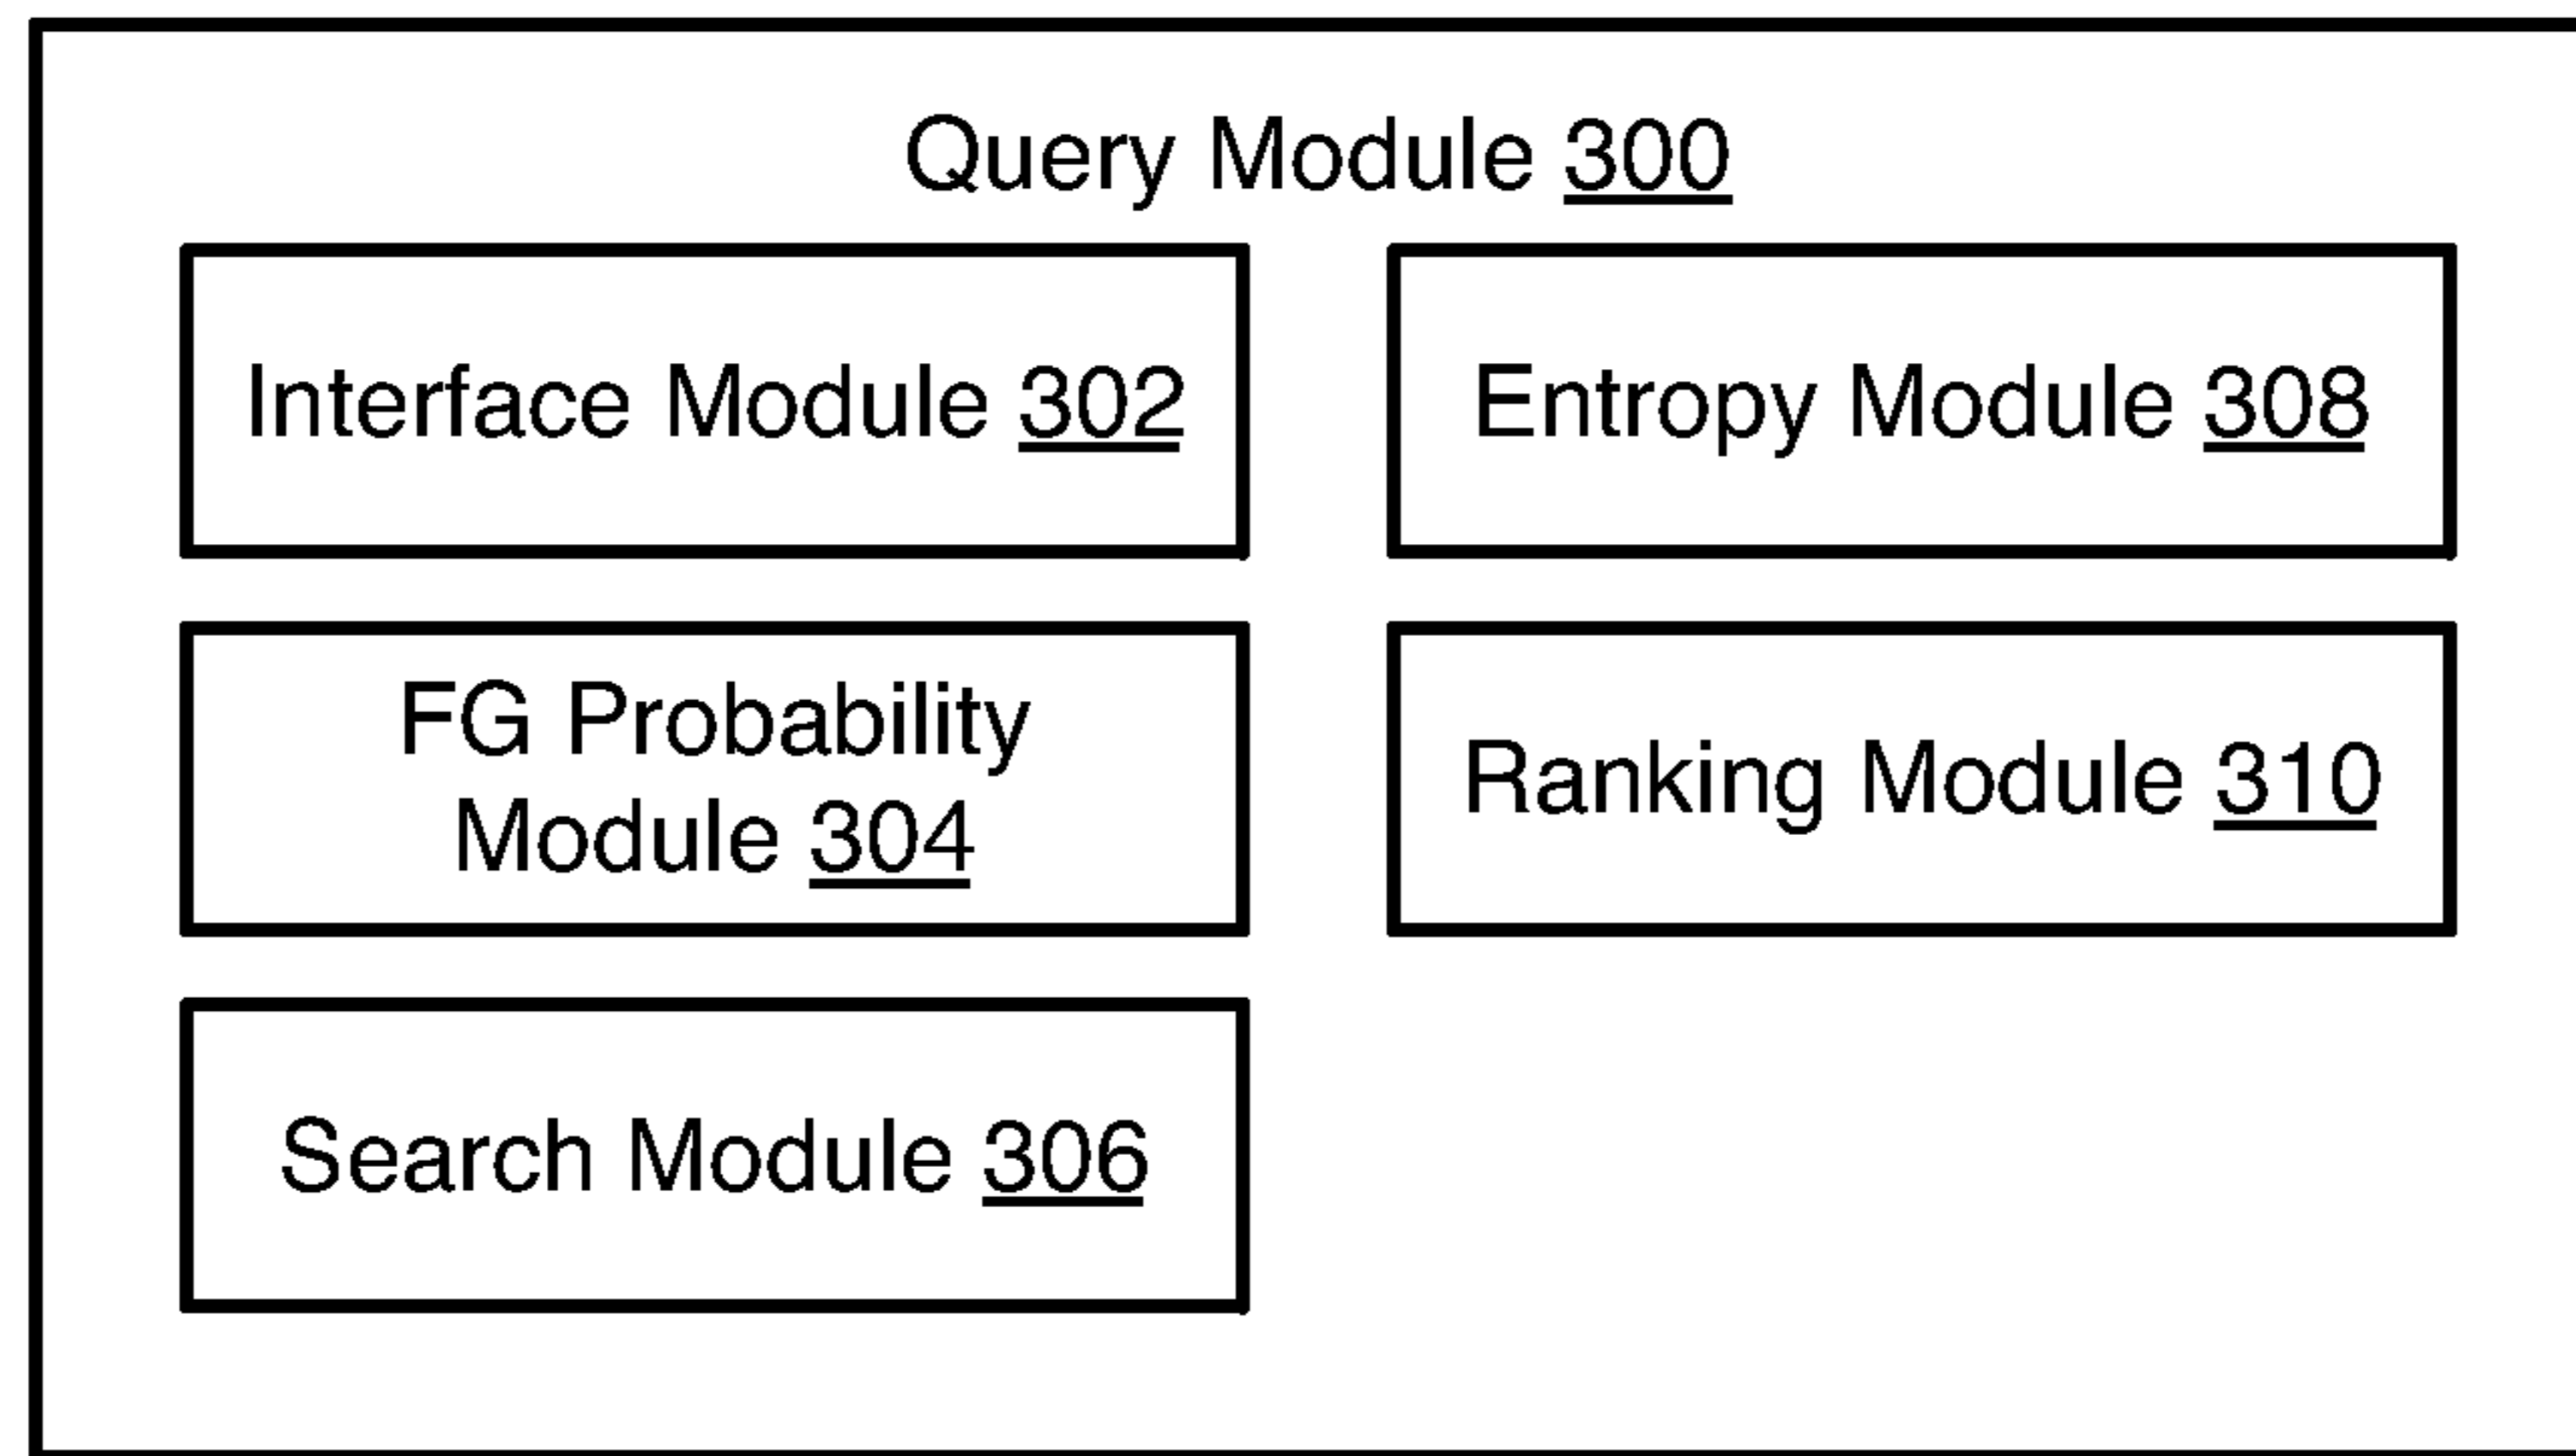 Query Module 300
Interface Module 302
FG Probability
Module 304
Search Module 306
Entropy Module 308
Ranking Module 310